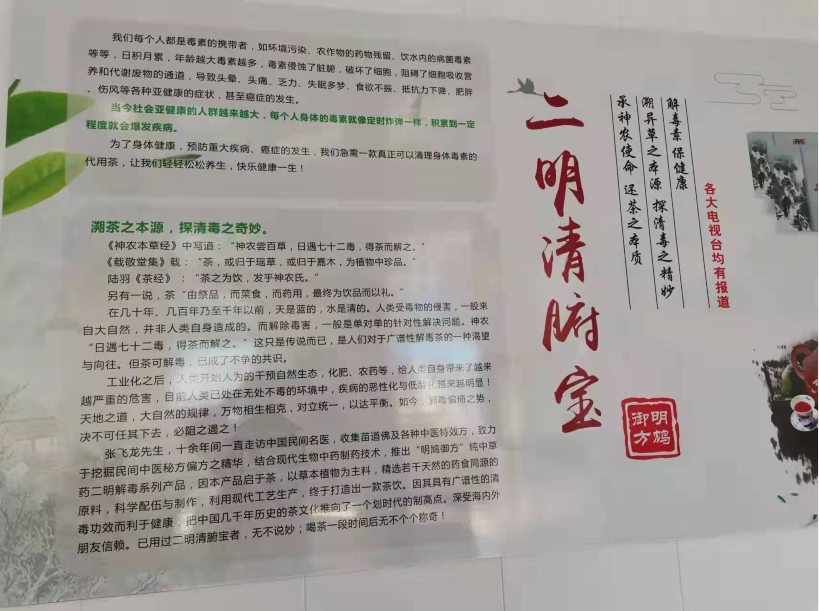 我们每个人都是毒素的携带者，如环境污染、农作物的药物残留、饮水内的病菌毒素
等等，日积月累，年龄越大毒素越多，毒素侵蚀了脏腑，破坏了细胞，阻碍了细胞吸收营
养和代谢废物的通道，导致头晕、头痛、乏力、失眠多梦、食欲不振、抵抗力下降、肥胖
、伤风等各种亚健康的症状，甚至癌症的发生。
当今社会亚健康的人群越来越大，每个人身体的毒素就像定时炸弹一样，积累到一定
程度就会爆发疾病。
为了身体健康，预防重大疾病、癌症的发生，我们急需一款真正可以清理身体毒素的
代用茶，让我们轻轻松松养生，快乐健康一生！
溯茶之本源，探清毒之奇妙。
《神农本草经》中写道：“神农尝百草，日遇七十二毒，得茶而解之。”
《载敬堂集》载：“茶，或归于瑶草，或归于嘉木，为植物中珍品。”
陆羽《茶经》：“茶之为饮，发乎神农氏。”
另有一说，茶“由祭品，而菜食，而药用，最终为饮品而以礼。”
在几十年、几百年乃至千年以前，天是蓝的，水是清的。人类受毒物的侵害，一般来
自大自然，并非人类自身造成的。而解除毒害，一般是单对单的针对性解决问题。神农
“日遇七十二毒，得茶而解之。”这只是传说而已，是人们对于广谱性解毒茶的一种渴望
与向往。但茶可解毒，已成了不争的共识。
工业化之后，人类开始人为的干预自然生态，化肥、农药等，给人类自身带来了越来
越严重的危害，目前人类已处在无处不毒的环境中，疾病的恶性化与低龄化越来越明显！
天地之道，大自然的规律，万物相生相克，对立统一，以达平衡。如今，邪毒偏倚之势，
决不可任其下去，必阻之遏之！
张飞龙先生，十余年间一直走访中国民间名医，收集苗道佛及各种中医特效方，致力
于挖掘民间中医秘方偏方之精华，结合现代生物中药制药技术，推出“明鸩御方”纯中草
药二明解毒系列产品，因本产品启于茶，以草本植物为主料，精选若干天然的药食同源的
原料，科学配伍与制作，利用现代工艺生产，终于打造出一款茶饮。因其具有广谱性的清
毒功效而利于健康，把中国几千年历史的茶文化推向了一个划时代的制高点。深受海内外
朋友信赖。已用过二明清腑宝者，无不说妙；喝茶一段时间后无不个个称奇！
二明清腑宝
明鸩
御方
解毒素 保健康
溯异草之本源 探清毒之精妙
承神农使命 还茶之本质
各大电视台均有报道